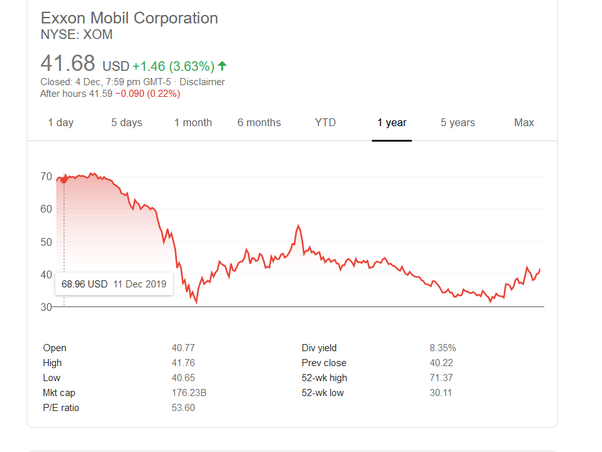 Exxon Mobil Corporation
NYSE: XOM
41.68 USD +1.46 (3.63%) ↑
Closed: 4 Dec, 7:59 pm GMT-5 · Disclaimer
After hours 41.59 −0.090 (0.22%)
1 day 5 days 1 month 6 months YTD 1 year 5 years Max
70
60
50
40
68.96 USD 11 Dec 2019
30
Open 40.77 Div yield 8.35%
High 41.76 Prev close 40.22
Low 40.65 52-wk high 71.37
Mkt cap 176.23B 52-wk low 30.11
P/E ratio 53.60